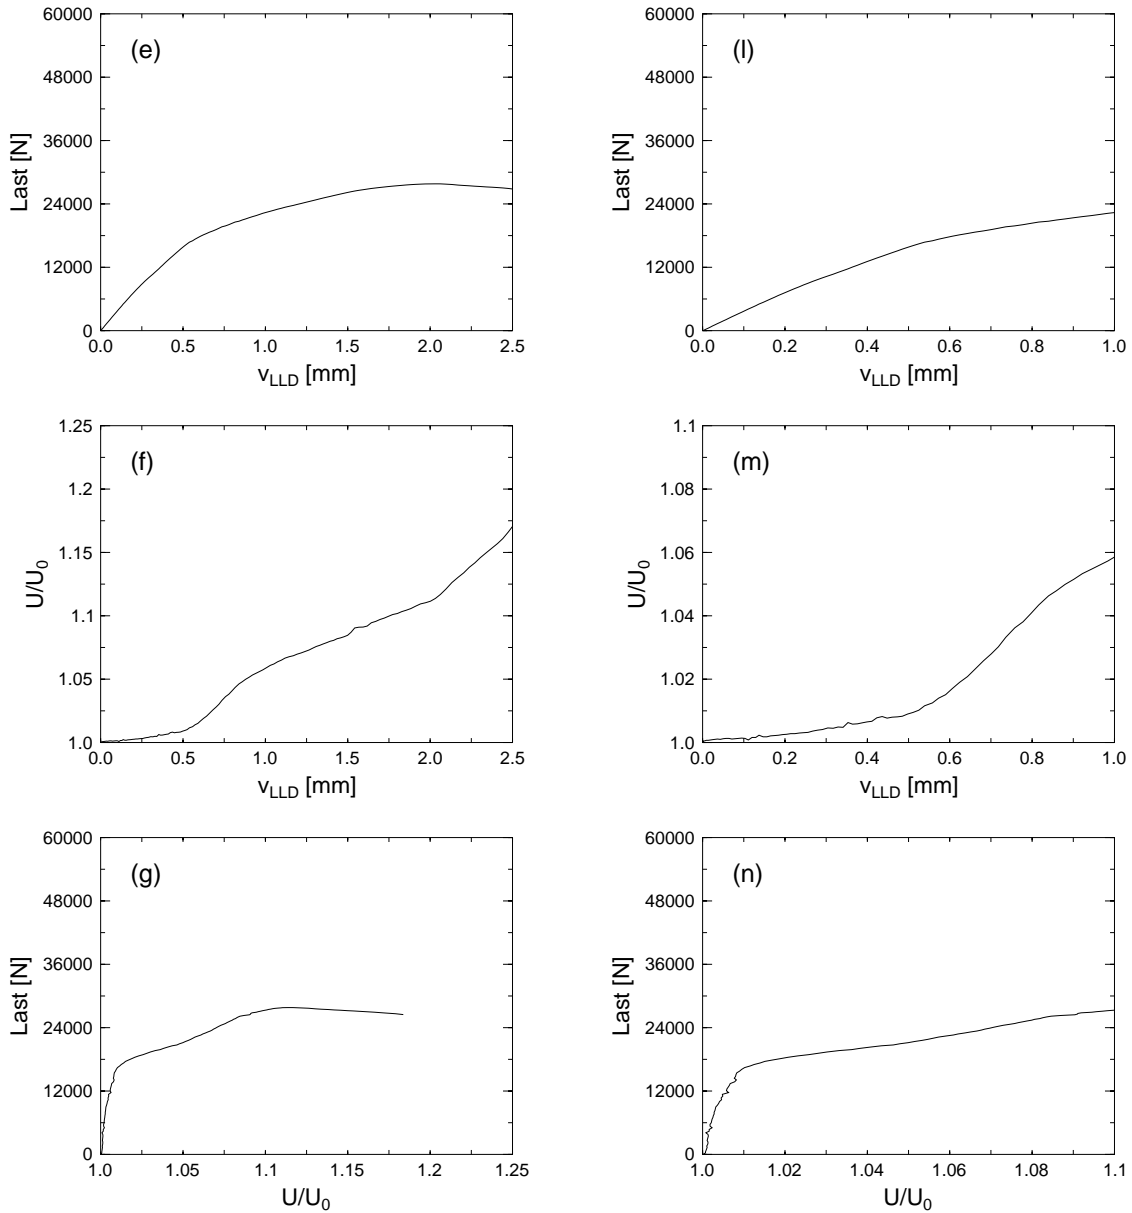 (e)
60000
48000
36000
24000
12000
0
Last [N]
0.0 0.5 1.0 1.5 2.0 2.5
v_LLD [mm]
(l)
60000
48000
36000
24000
12000
0
Last [N]
0.0 0.2 0.4 0.6 0.8 1.0
v_LLD [mm]
(f)
1.25
1.2
1.15
1.1
1.05
1.0
U/U_0
0.0 0.5 1.0 1.5 2.0 2.5
v_LLD [mm]
(m)
1.1
1.08
1.06
1.04
1.02
1.0
U/U_0
0.0 0.2 0.4 0.6 0.8 1.0
v_LLD [mm]
(g)
60000
48000
36000
24000
12000
0
Last [N]
1.0 1.05 1.1 1.15 1.2 1.25
U/U_0
(n)
60000
48000
36000
24000
12000
0
Last [N]
1.0 1.02 1.04 1.06 1.08 1.1
U/U_0